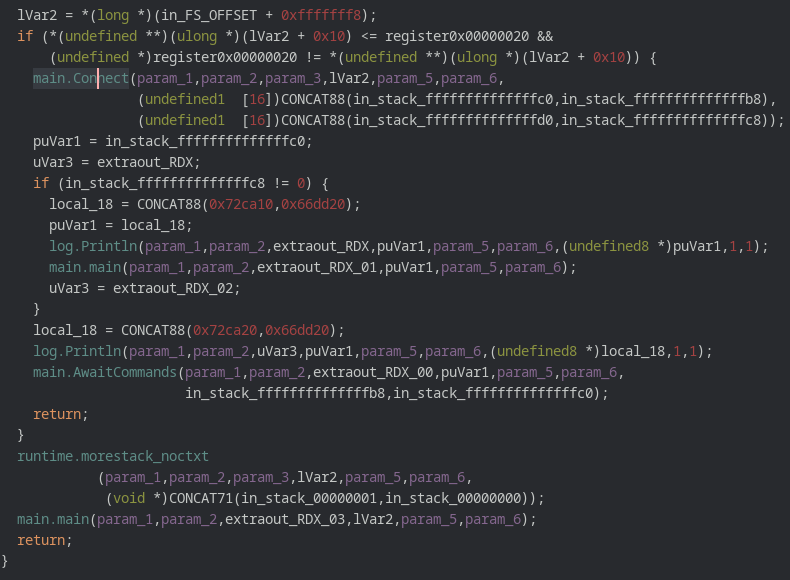 lVar2 = *(long *)(in_FS_OFFSET + 0xfffffff8);
if (*(undefined **)(ulong *)(lVar2 + 0x10) <= register0x00000020 &&
(undefined *)register0x00000020 != *(undefined **)(ulong *)(lVar2 + 0x10)) {
main.Connect(param_1,param_2,param_3,lVar2,param_5,param_6,
(undefined1 [16])CONCAT88(in_stack_ffffffffffffffc0,in_stack_ffffffffffffffb8),
(undefined1 [16])CONCAT88(in_stack_ffffffffffffffd0,in_stack_ffffffffffffffc8));
puVar1 = in_stack_ffffffffffffffc0;
uVar3 = extraout_RDX;
if (in_stack_ffffffffffffffc8 != 0) {
local_18 = CONCAT88(0x72ca10,0x66dd20);
puVar1 = local_18;
log.Println(param_1,param_2,extraout_RDX,puVar1,param_5,param_6,(undefined8 *)puVar1,1,1);
main.main(param_1,param_2,extraout_RDX_01,puVar1,param_5,param_6);
uVar3 = extraout_RDX_02;
}
local_18 = CONCAT88(0x72ca20,0x66dd20);
log.Println(param_1,param_2,uVar3,puVar1,param_5,param_6,(undefined8 *)local_18,1,1);
main.AwaitCommands(param_1,param_2,extraout_RDX_00,puVar1,param_5,param_6,
in_stack_ffffffffffffffb8,in_stack_ffffffffffffffc0);
return;
}
runtime.morestack_noctxt
(param_1,param_2,param_3,lVar2,param_5,param_6,
(void *)CONCAT71(in_stack_00000001,in_stack_00000000));
main.main(param_1,param_2,extraout_RDX_03,lVar2,param_5,param_6);
return;
}